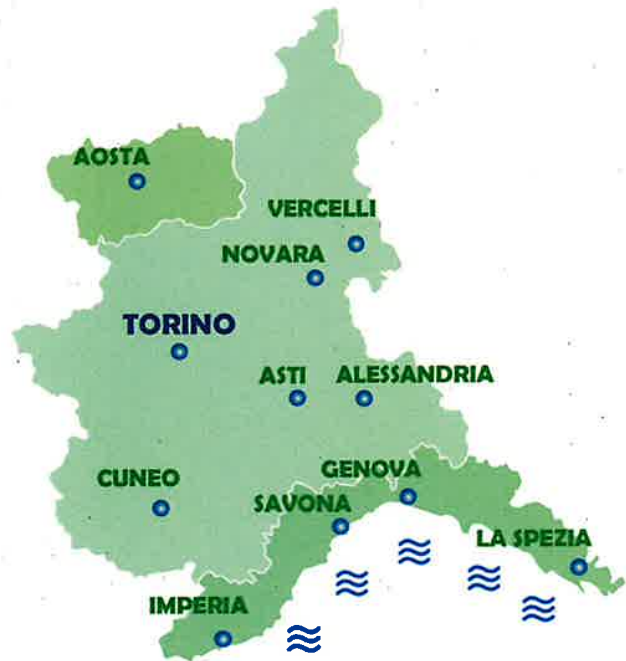 AOSTA
VERCELLI
NOVARA
TORINO
ASTI
ALESSANDRIA
CUNEO
GENOVA
SAVONA
LA SPEZIA
IMPERIA